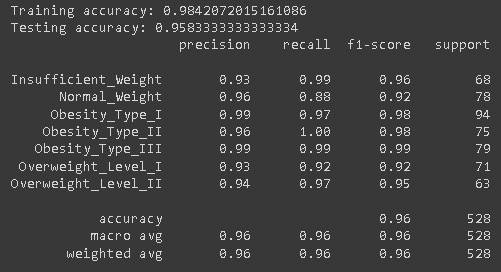 Training accuracy: 0.9842072015161086
Testing accuracy: 0.9583333333333334
precision recall f1-score support
Insufficient_Weight 0.93 0.99 0.96 68
Normal_Weight 0.96 0.88 0.92 78
Obesity_Type_I 0.99 0.97 0.98 94
Obesity_Type_II 0.96 1.00 0.98 75
Obesity_Type_III 0.99 0.99 0.99 79
Overweight_Level_I 0.93 0.92 0.92 71
Overweight_Level_II 0.94 0.97 0.95 63
accuracy 0.96 528
macro avg 0.96 0.96 0.96 528
weighted avg 0.96 0.96 0.96 528